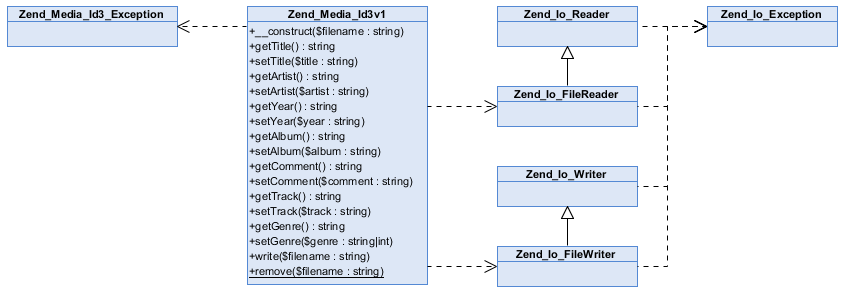 Zend_Media_Id3_Exception
Zend_Media_Id3v1
+__construct($filename : string)
+getTitle() : string
+setTitle($title : string)
+getArtist() : string
+setArtist($artist : string)
+getYear() : string
+setYear($year : string)
+getAlbum() : string
+setAlbum($album : string)
+getComment() : string
+setComment($comment : string)
+getTrack() : string
+setTrack($track : string)
+getGenre() : string
+setGenre($genre : string|int)
+write($filename : string)
+remove($filename : string)
Zend_Io_Reader
Zend_Io_FileReader
Zend_Io_Writer
Zend_Io_FileWriter
Zend_Io_Exception